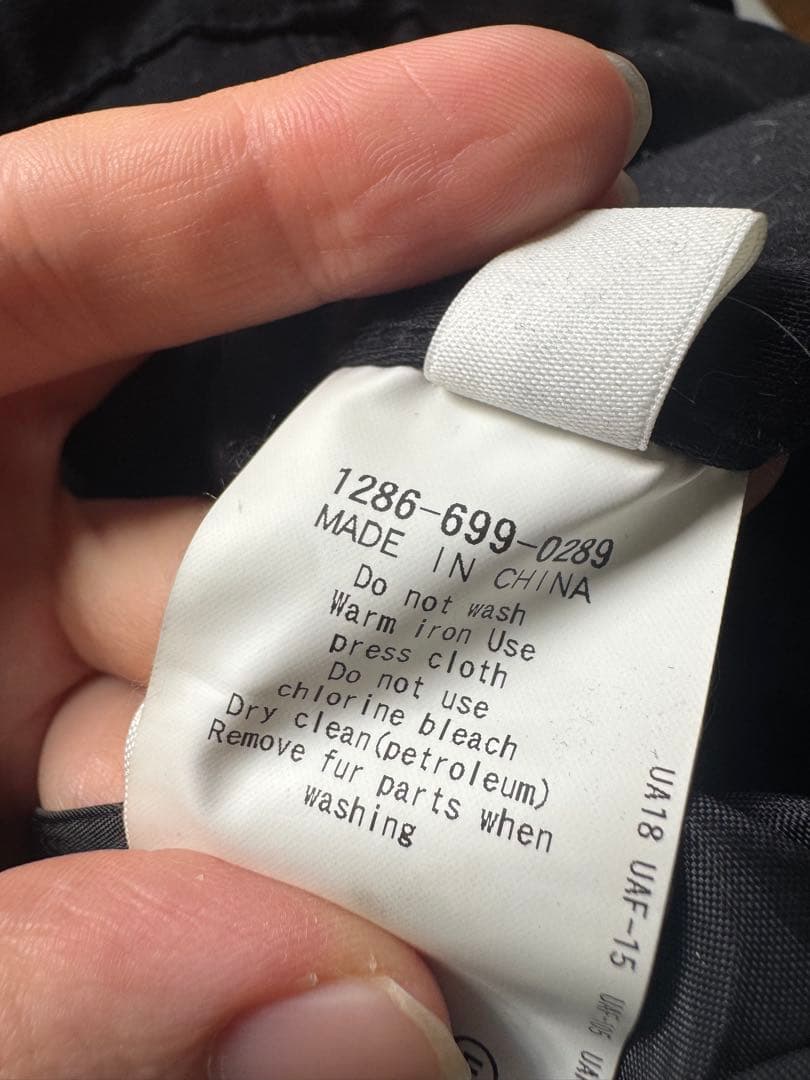 1286-699-0289
MADE IN CHINA
Do not wash
Warm iron Use
press cloth
Do not use
chlorine bleach
Dry clean(petroleum)
Remove fur parts when
washing
UA18 UAF-15